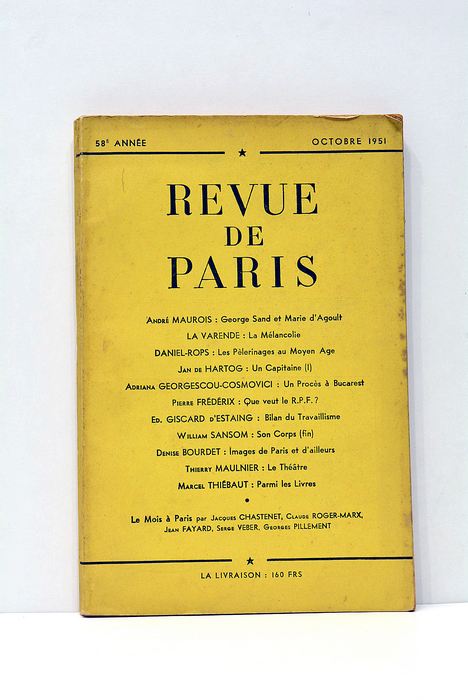 58E ANNÉE OCTOBRE 1951
REVUE
DE
PARIS
ANDRÉ MAUROIS : George Sand et Marie d'Agoult
LA VARENDE : La Mélancolie
DANIEL-ROPS : Les Pèlerinages au Moyen Age
JAN DE HARTOG : Un Capitaine (I)
ADRIANA GEORGESCOU-COSMOVICI : Un Procès à Bucarest
PIERRE FRÉDÉRIX : Que veut le R.P.F. ?
ED. GISCARD D'ESTAING : Bilan du Travaillisme
WILLIAM SANSOM : Son Corps (fin)
DENISE BOURDET : Images de Paris et d'ailleurs
THIERRY MAULNIER : Le Théâtre
MARCEL THIÉBAUT : Parmi les Livres
Le Mois à Paris par JACQUES CHASTENET, CLAUDE ROGER-MARX,
JEAN FAYARD, SERGE VEBER, GEORGES PILLEMENT
LA LIVRAISON : 160 FRS